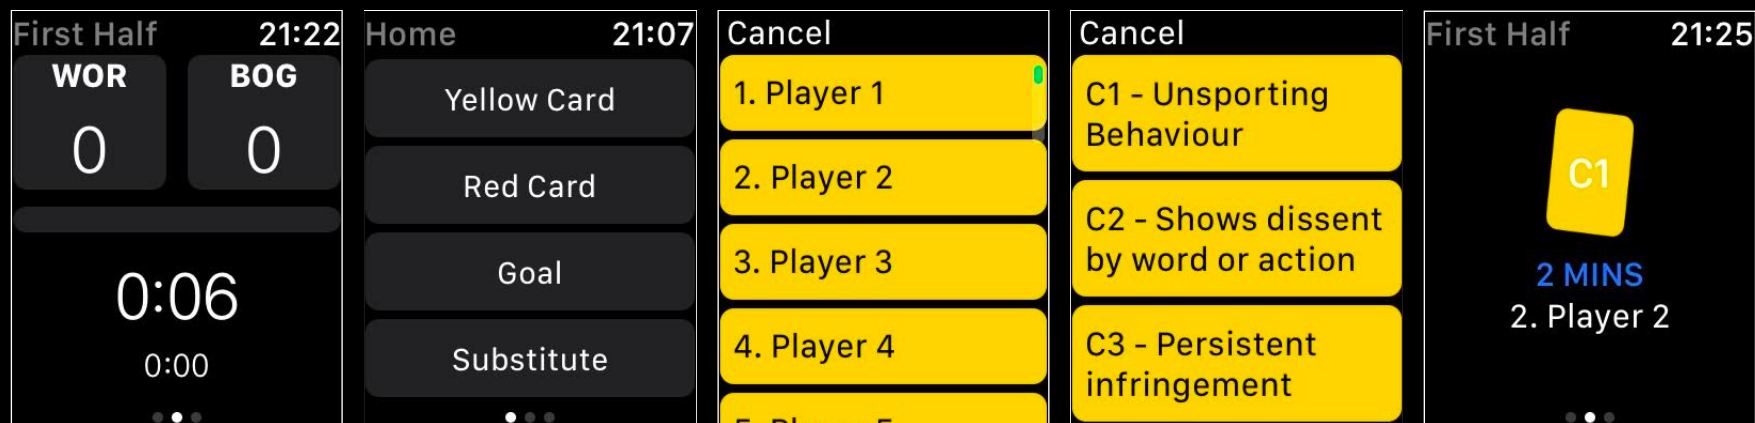 First Half 21:22
WOR BOG
0 0
0:06
0:00
Home 21:07
Yellow Card
Red Card
Goal
Substitute
Cancel
1. Player 1
2. Player 2
3. Player 3
4. Player 4
Cancel
C1 - Unsporting
Behaviour
C2 - Shows dissent
by word or action
C3 - Persistent
infringement
First Half 21:25
C1
2 MINS
2. Player 2